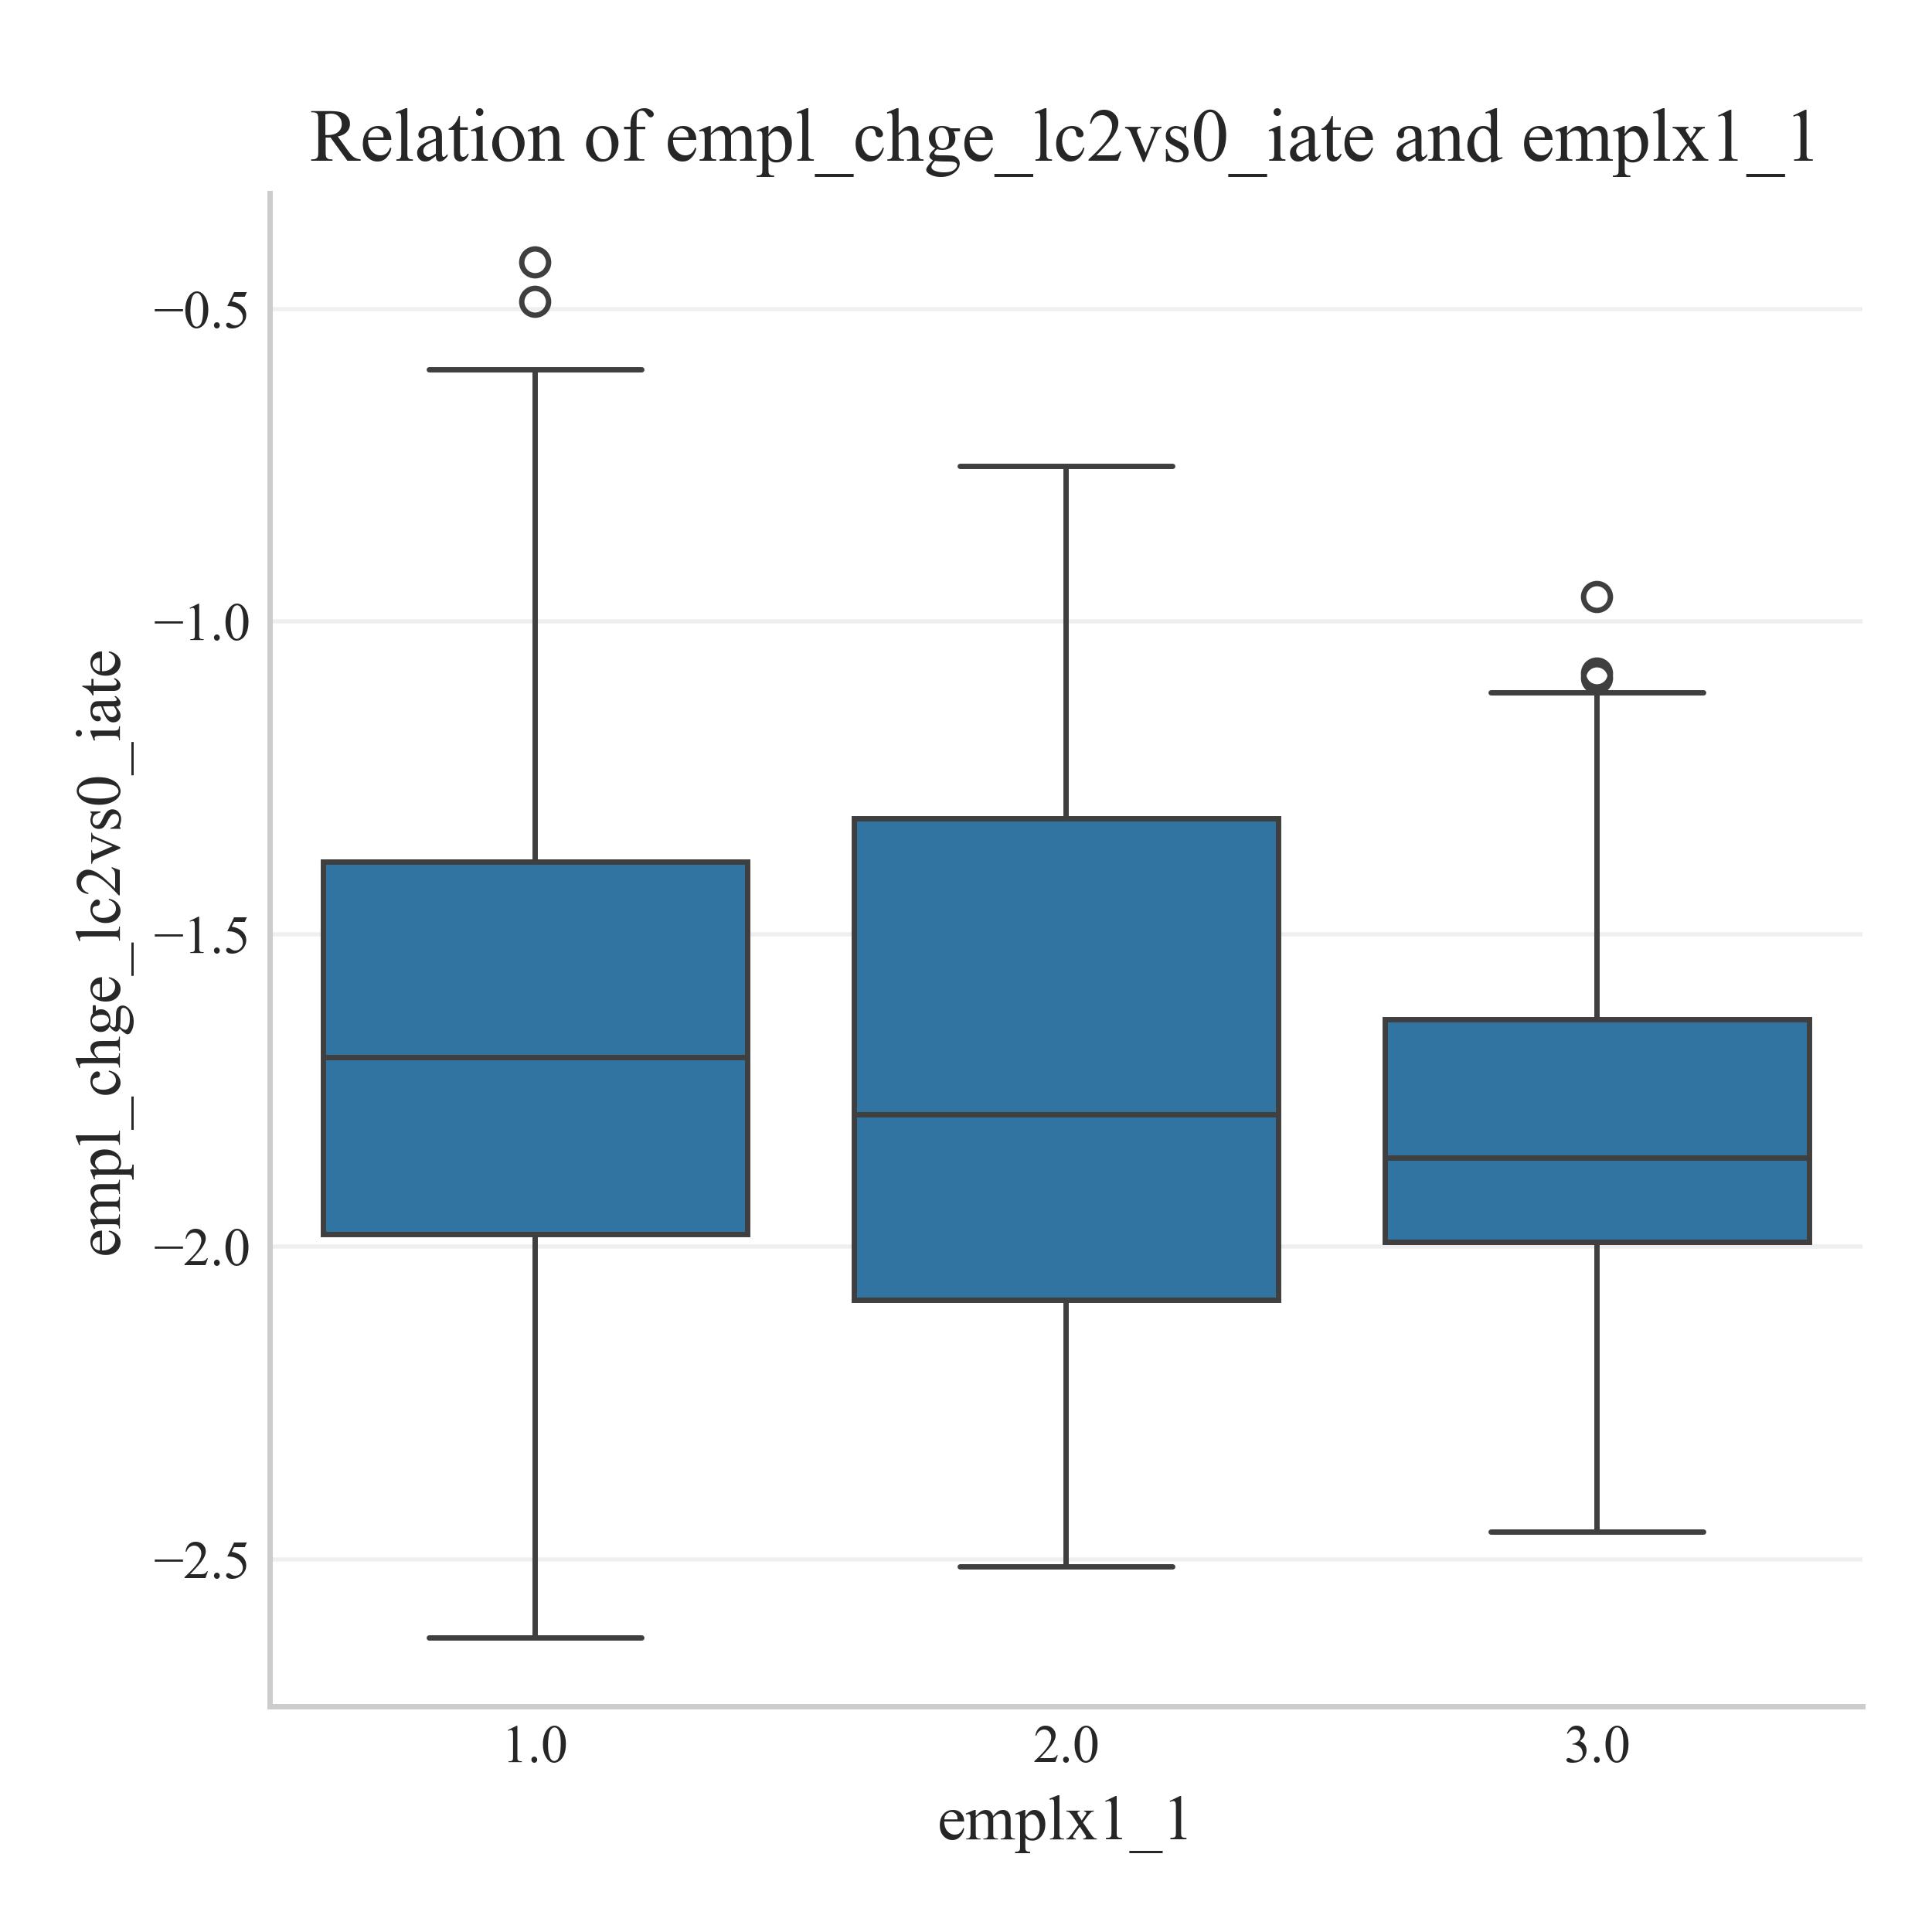 Relation of empl_chge_lc2vs0_iate and emplx1_1
empl_chge_lc2vs0_iate
−0.5
−1.0
−1.5
−2.0
−2.5
1.0 2.0 3.0
emplx1_1